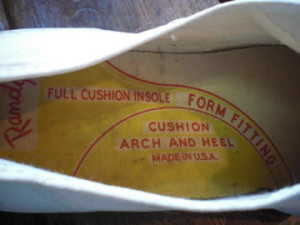 Randy
FULL CUSHION INSOLE
FORM FITTING
CUSHION
ARCH AND HEEL
MADE IN U.S.A.